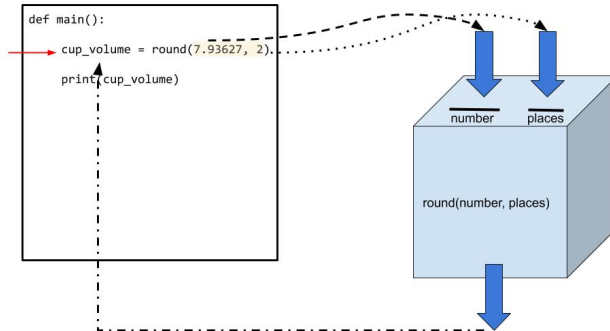 def main():
cup_volume = round(7.93627, 2)
print(cup_volume)
number
places
round(number, places)